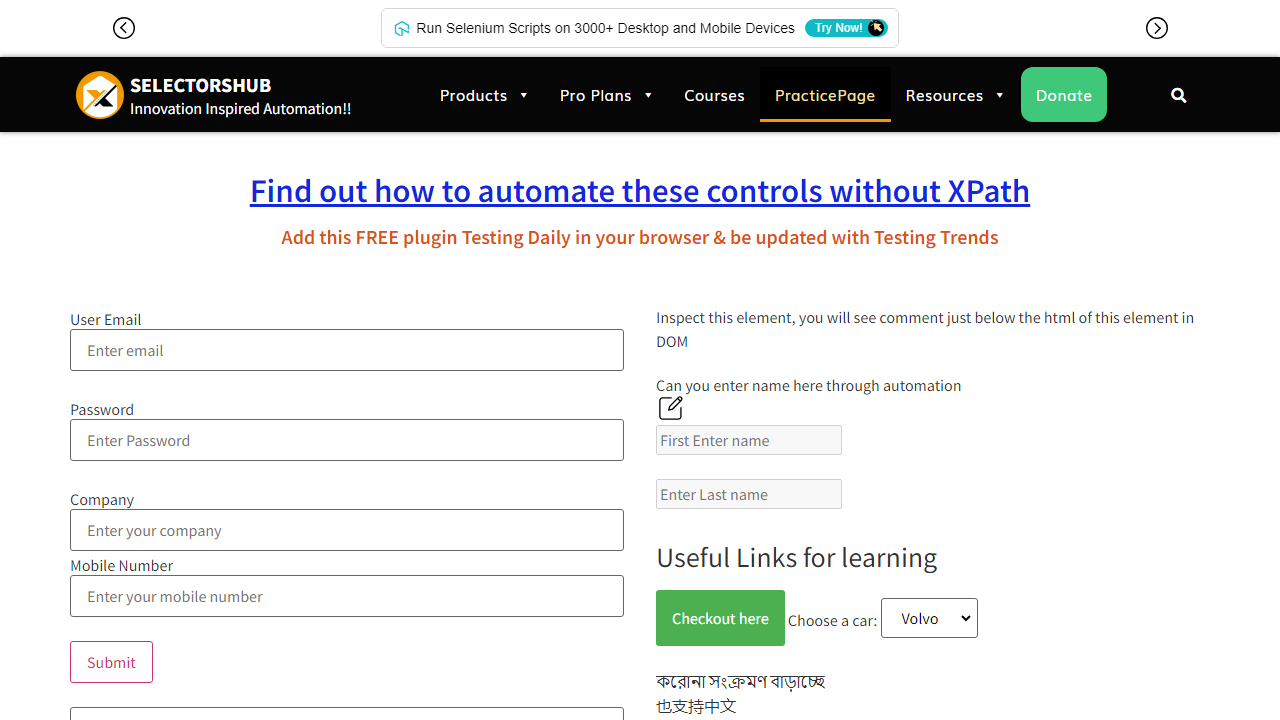 Run Selenium Scripts on 3000+ Desktop and Mobile Devices Try Now!
SELECTORSHUB
Innovation Inspired Automation!!
Products Pro Plans Courses PracticePage Resources Donate
Find out how to automate these controls without XPath
Add this FREE plugin Testing Daily in your browser & be updated with Testing Trends
User Email
Enter email
Password
Enter Password
Company
Enter your company
Mobile Number
Enter your mobile number
Submit
Inspect this element, you will see comment just below the html of this element in
DOM
Can you enter name here through automation
First Enter name
Enter Last name
Useful Links for learning
Checkout here Choose a car: Volvo
করোনা সংক্রমণ বাড়াচ্ছে
也支持中文